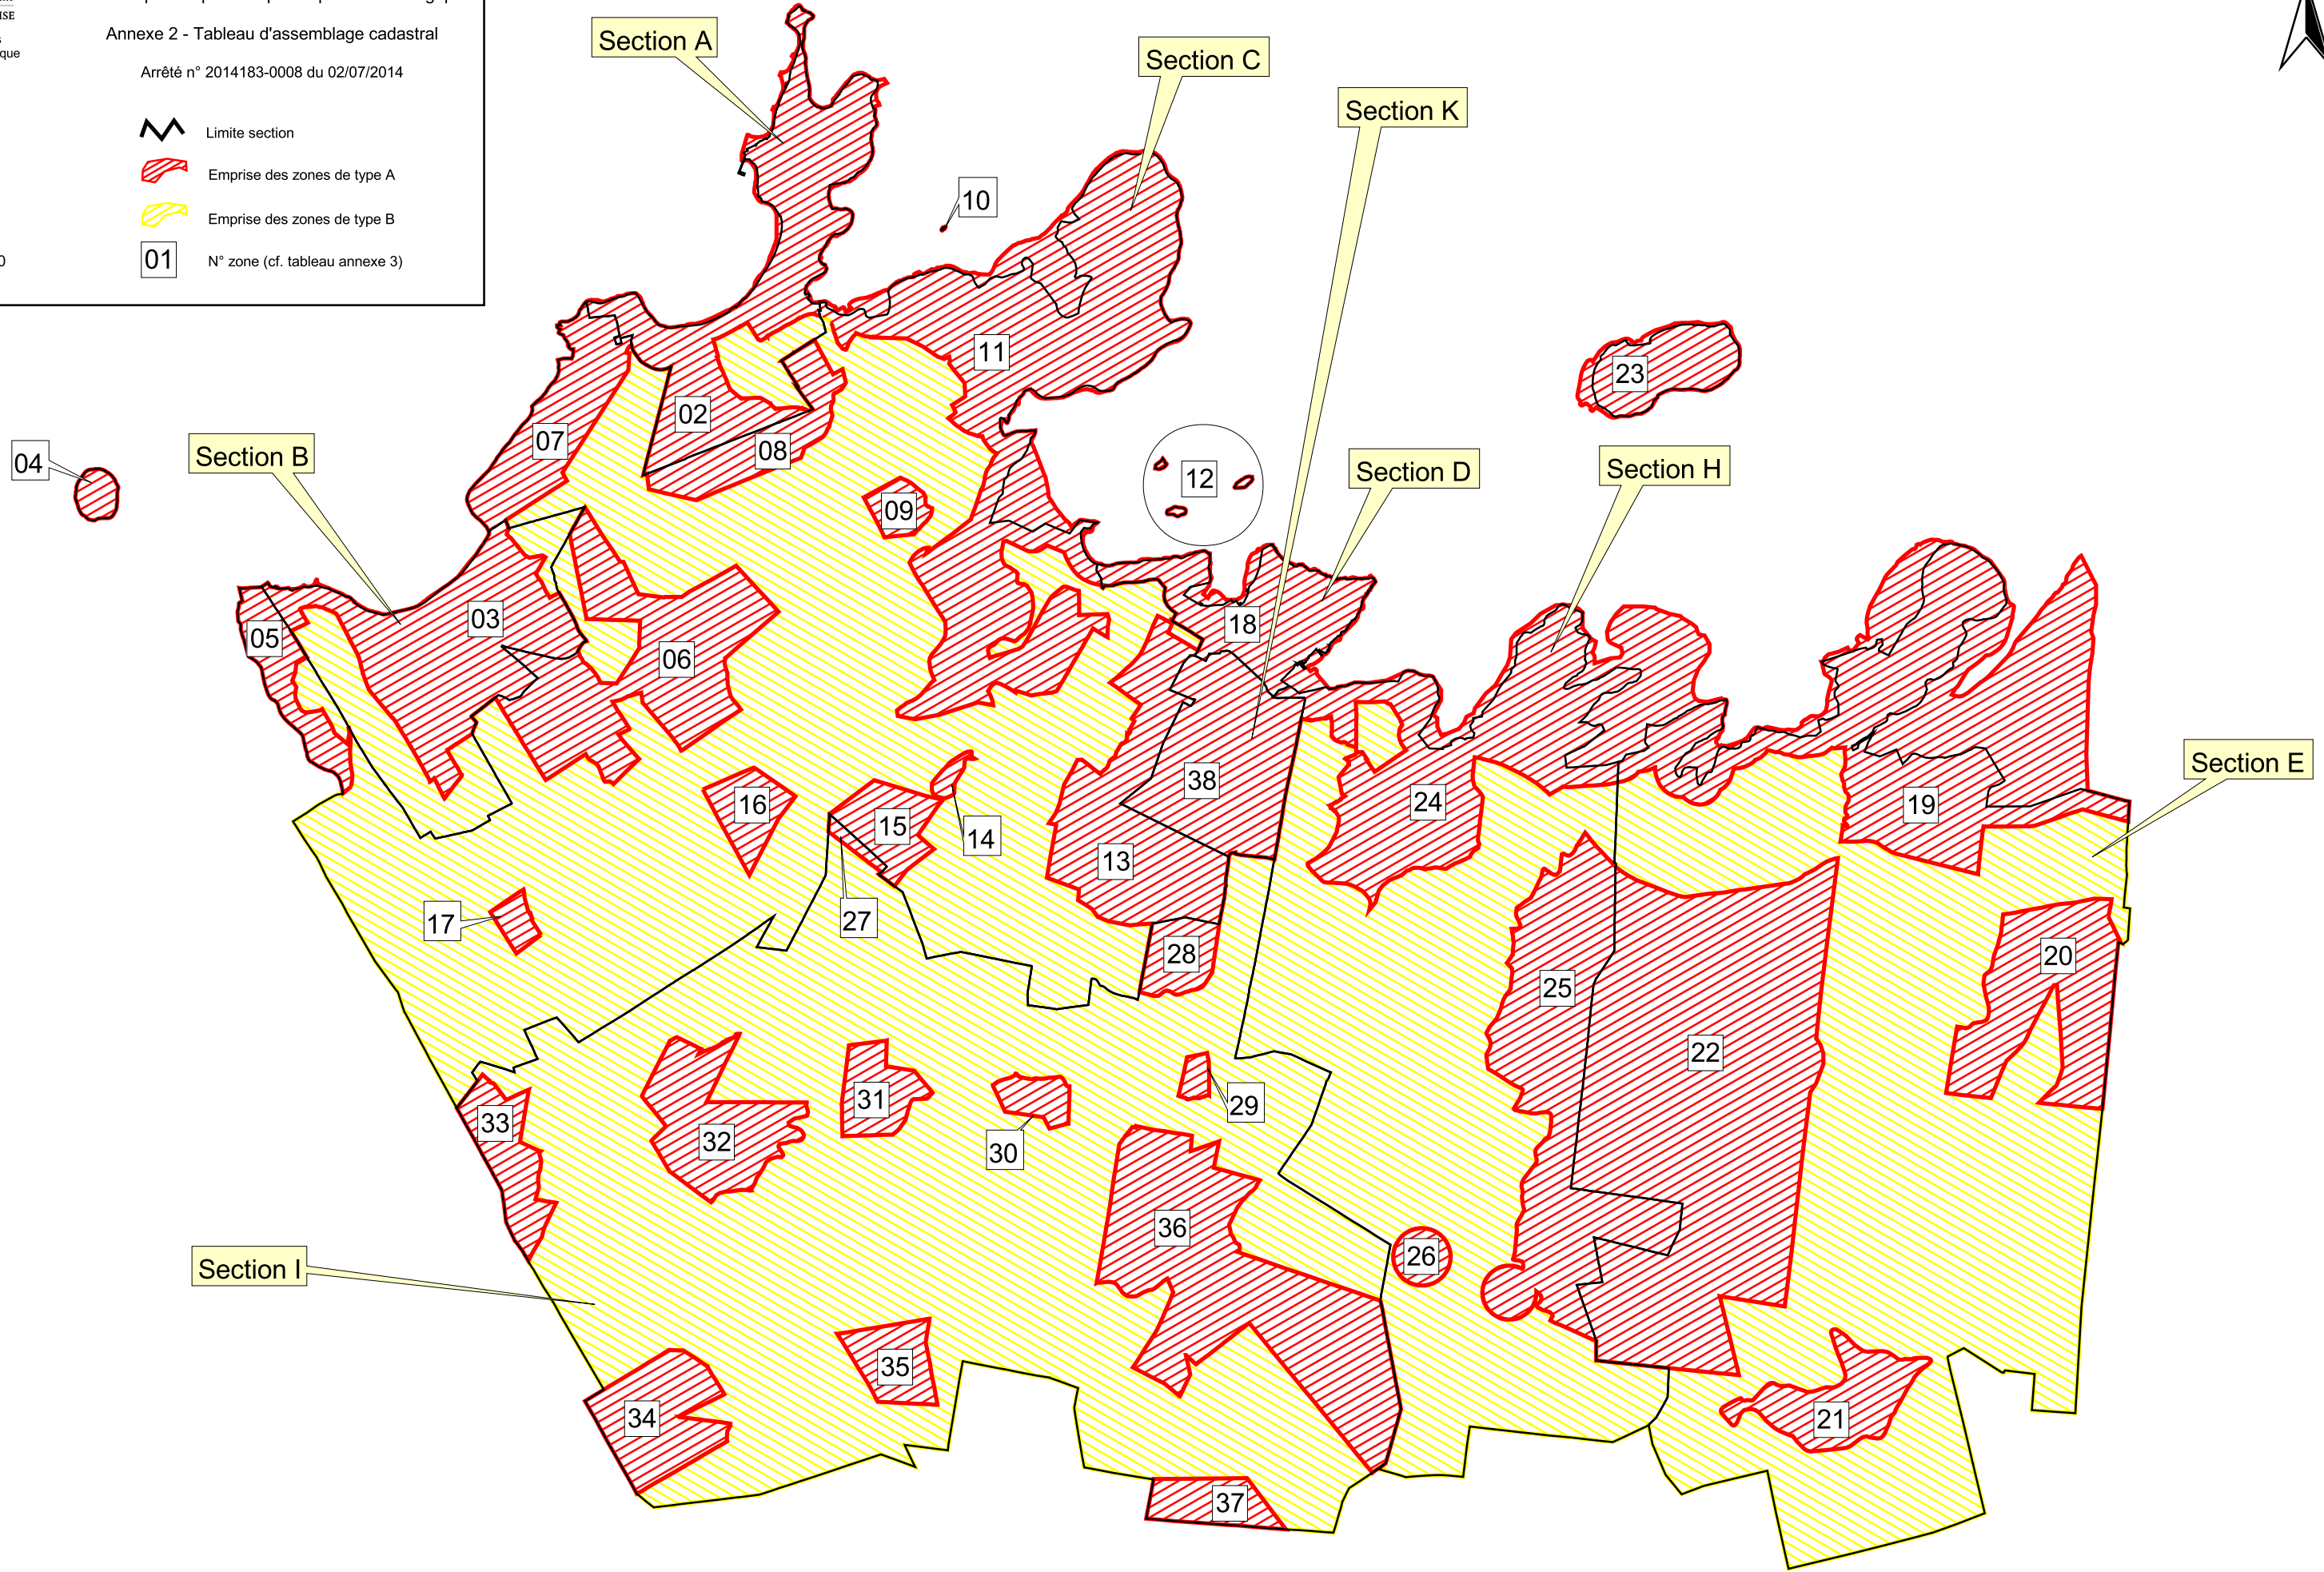 ISE
Annexe 2 - Tableau d'assemblage cadastral
que
Arrêté n° 2014183-0008 du 02/07/2014
Limite section
Emprise des zones de type A
Emprise des zones de type B
01
N° zone (cf. tableau annexe 3)
0
Section A
Section C
Section K
10
11
23
02
07
08
04
Section B
12
Section D
Section H
09
03
18
05
06
Section E
38
16
24
19
15
14
13
17
27
28
20
25
22
31
29
33
32
30
36
26
Section I
35
34
21
37